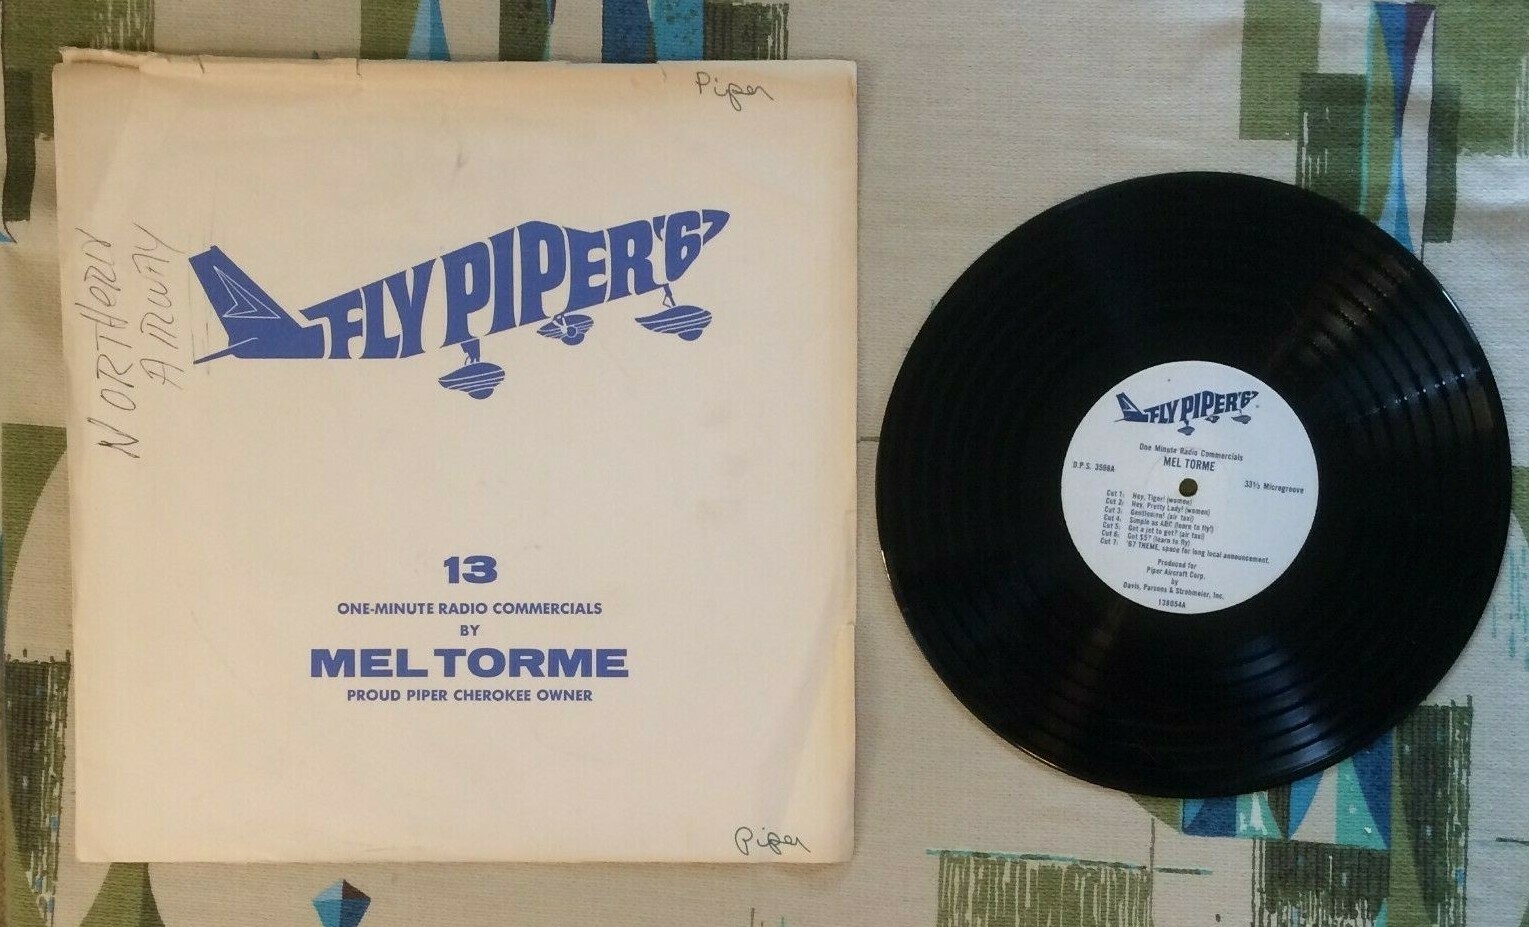 Piper
NORTHERN
AIRWAY
FLY PIPER '67
13
ONE-MINUTE RADIO COMMERCIALS
BY
MEL TORME
PROUD PIPER CHEROKEE OWNER
Piper
FLY PIPER '67
One Minute Radio Commercials
MEL TORME
D.P.S. 3598A
33⅓ Microgroove
Cut 1: Hey, Tiger! (women)
Cut 2: Hey, Pretty Lady! (women)
Cut 3: Gentlemen! (air taxi)
Cut 4: Simple as ABC (learn to fly!)
Cut 5: Got a jet to get? (air taxi)
Cut 6: Got $5? (learn to fly)
Cut 7: '67 THEME, space for long local announcement.
Produced for
Piper Aircraft Corp.
by
Davis, Parsons & Strohmeier, Inc.
138054A